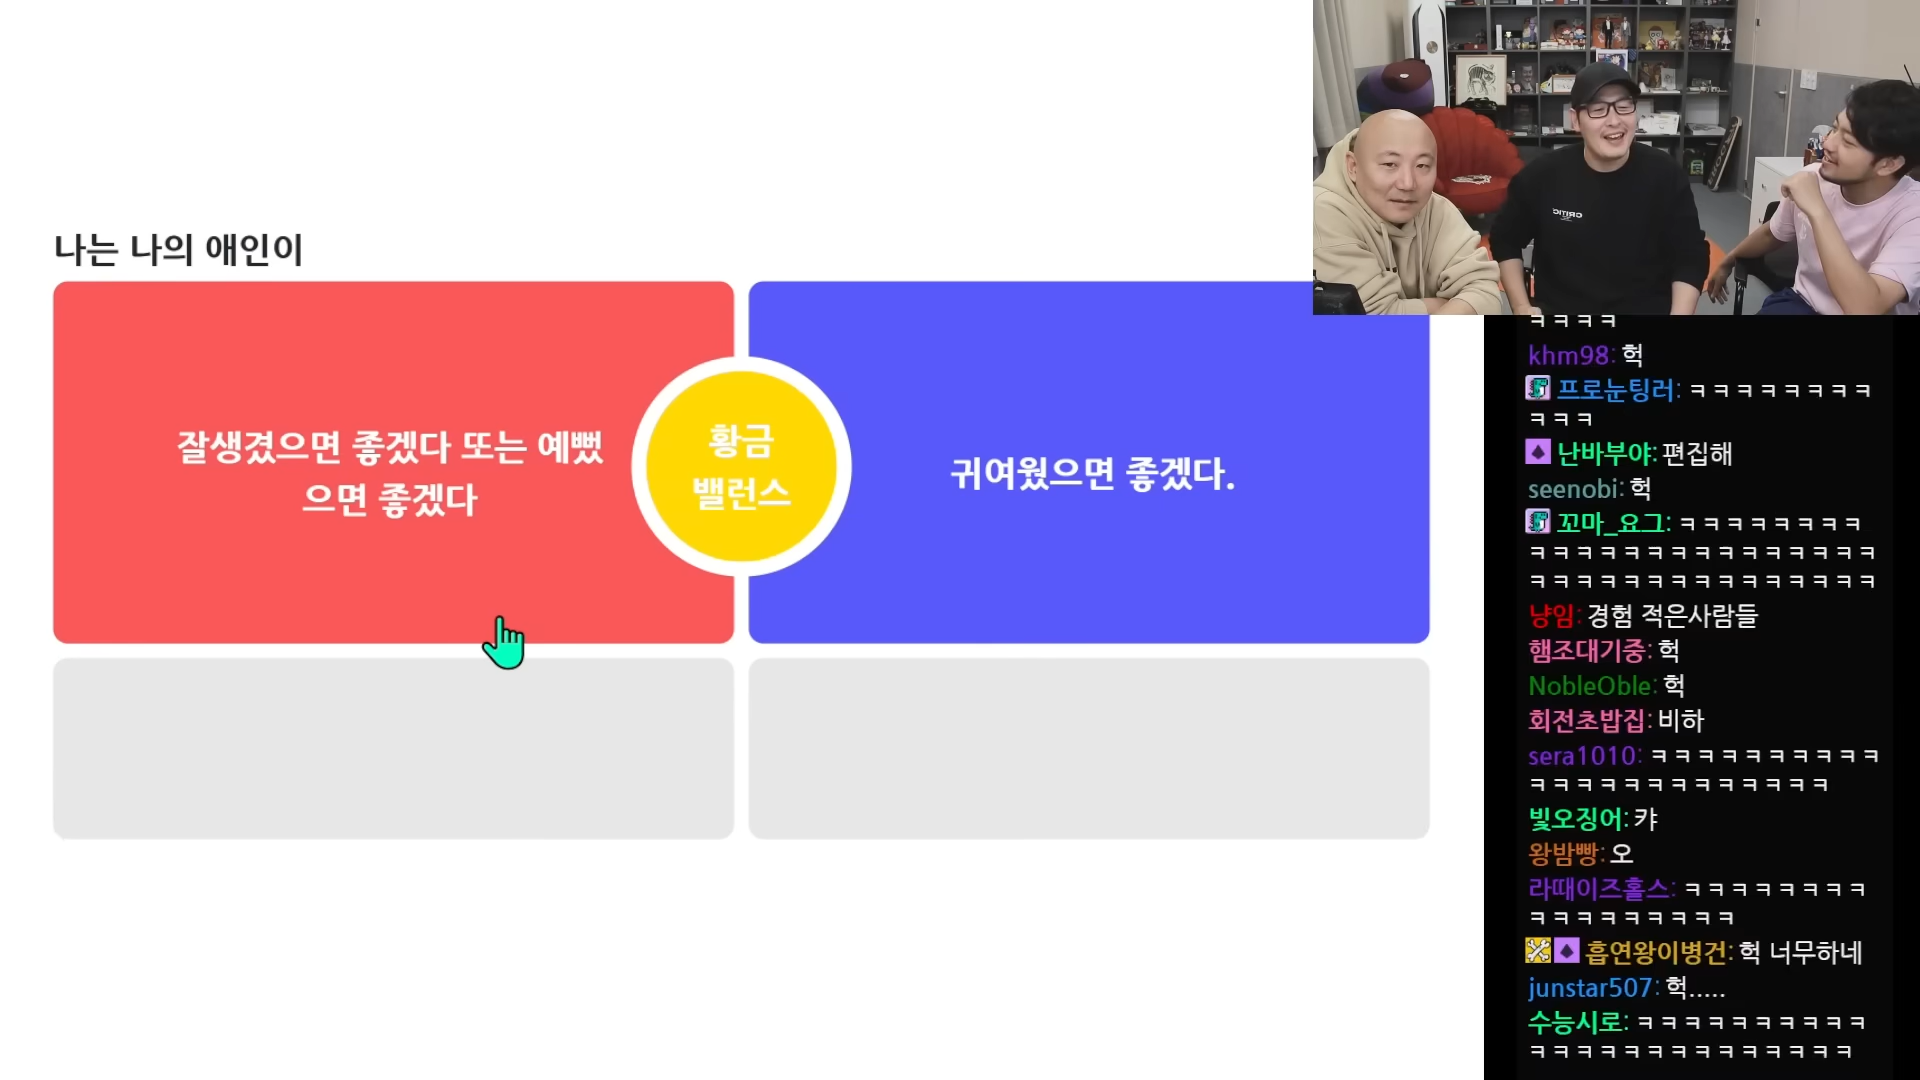 나는 나의 애인이
잘생겼으면 좋겠다 또는 예뻤
으면 좋겠다
황금
밸런스
귀여웠으면 좋겠다.
CRITIC
ㅋㅋㅋㅋ
khm98: 헉
프로눈팅러: ㅋㅋㅋㅋㅋㅋㅋㅋ
ㅋㅋㅋ
난바부야: 편집해
seenobi: 헉
꼬마_요그: ㅋㅋㅋㅋㅋㅋㅋㅋ
ㅋㅋㅋㅋㅋㅋㅋㅋㅋㅋㅋㅋㅋㅋㅋ
ㅋㅋㅋㅋㅋㅋㅋㅋㅋㅋㅋㅋㅋㅋㅋ
냥임: 경험 적은사람들
햄조대기중: 헉
NobleOble: 헉
회전초밥집: 비하
sera1010: ㅋㅋㅋㅋㅋㅋㅋㅋㅋㅋ
ㅋㅋㅋㅋㅋㅋㅋㅋㅋㅋㅋㅋㅋ
빛오징어: 캬
왕밤빵: 오
라때이즈홀스: ㅋㅋㅋㅋㅋㅋㅋㅋ
ㅋㅋㅋㅋㅋㅋㅋㅋㅋ
흡연왕이병건: 헉 너무하네
junstar507: 헉.....
수능시로: ㅋㅋㅋㅋㅋㅋㅋㅋㅋㅋ
ㅋㅋㅋㅋㅋㅋㅋㅋㅋㅋㅋㅋㅋㅋ